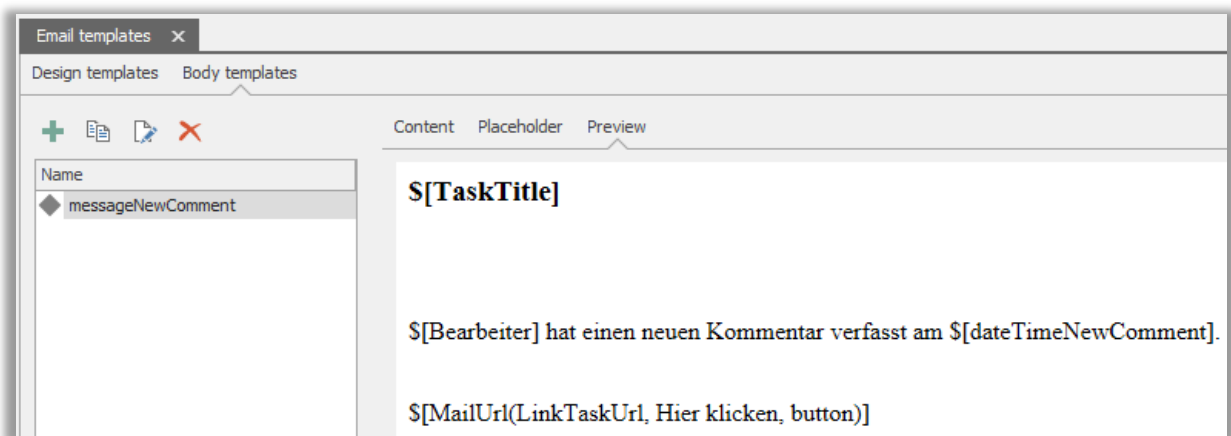 Email templates
Design templates Body templates
Content Placeholder Preview
Name
messageNewComment
$[TaskTitle]
$[Bearbeiter] hat einen neuen Kommentar verfasst am $[dateTimeNewComment].
$[MailUrl(LinkTaskUrl, Hier klicken, button)]